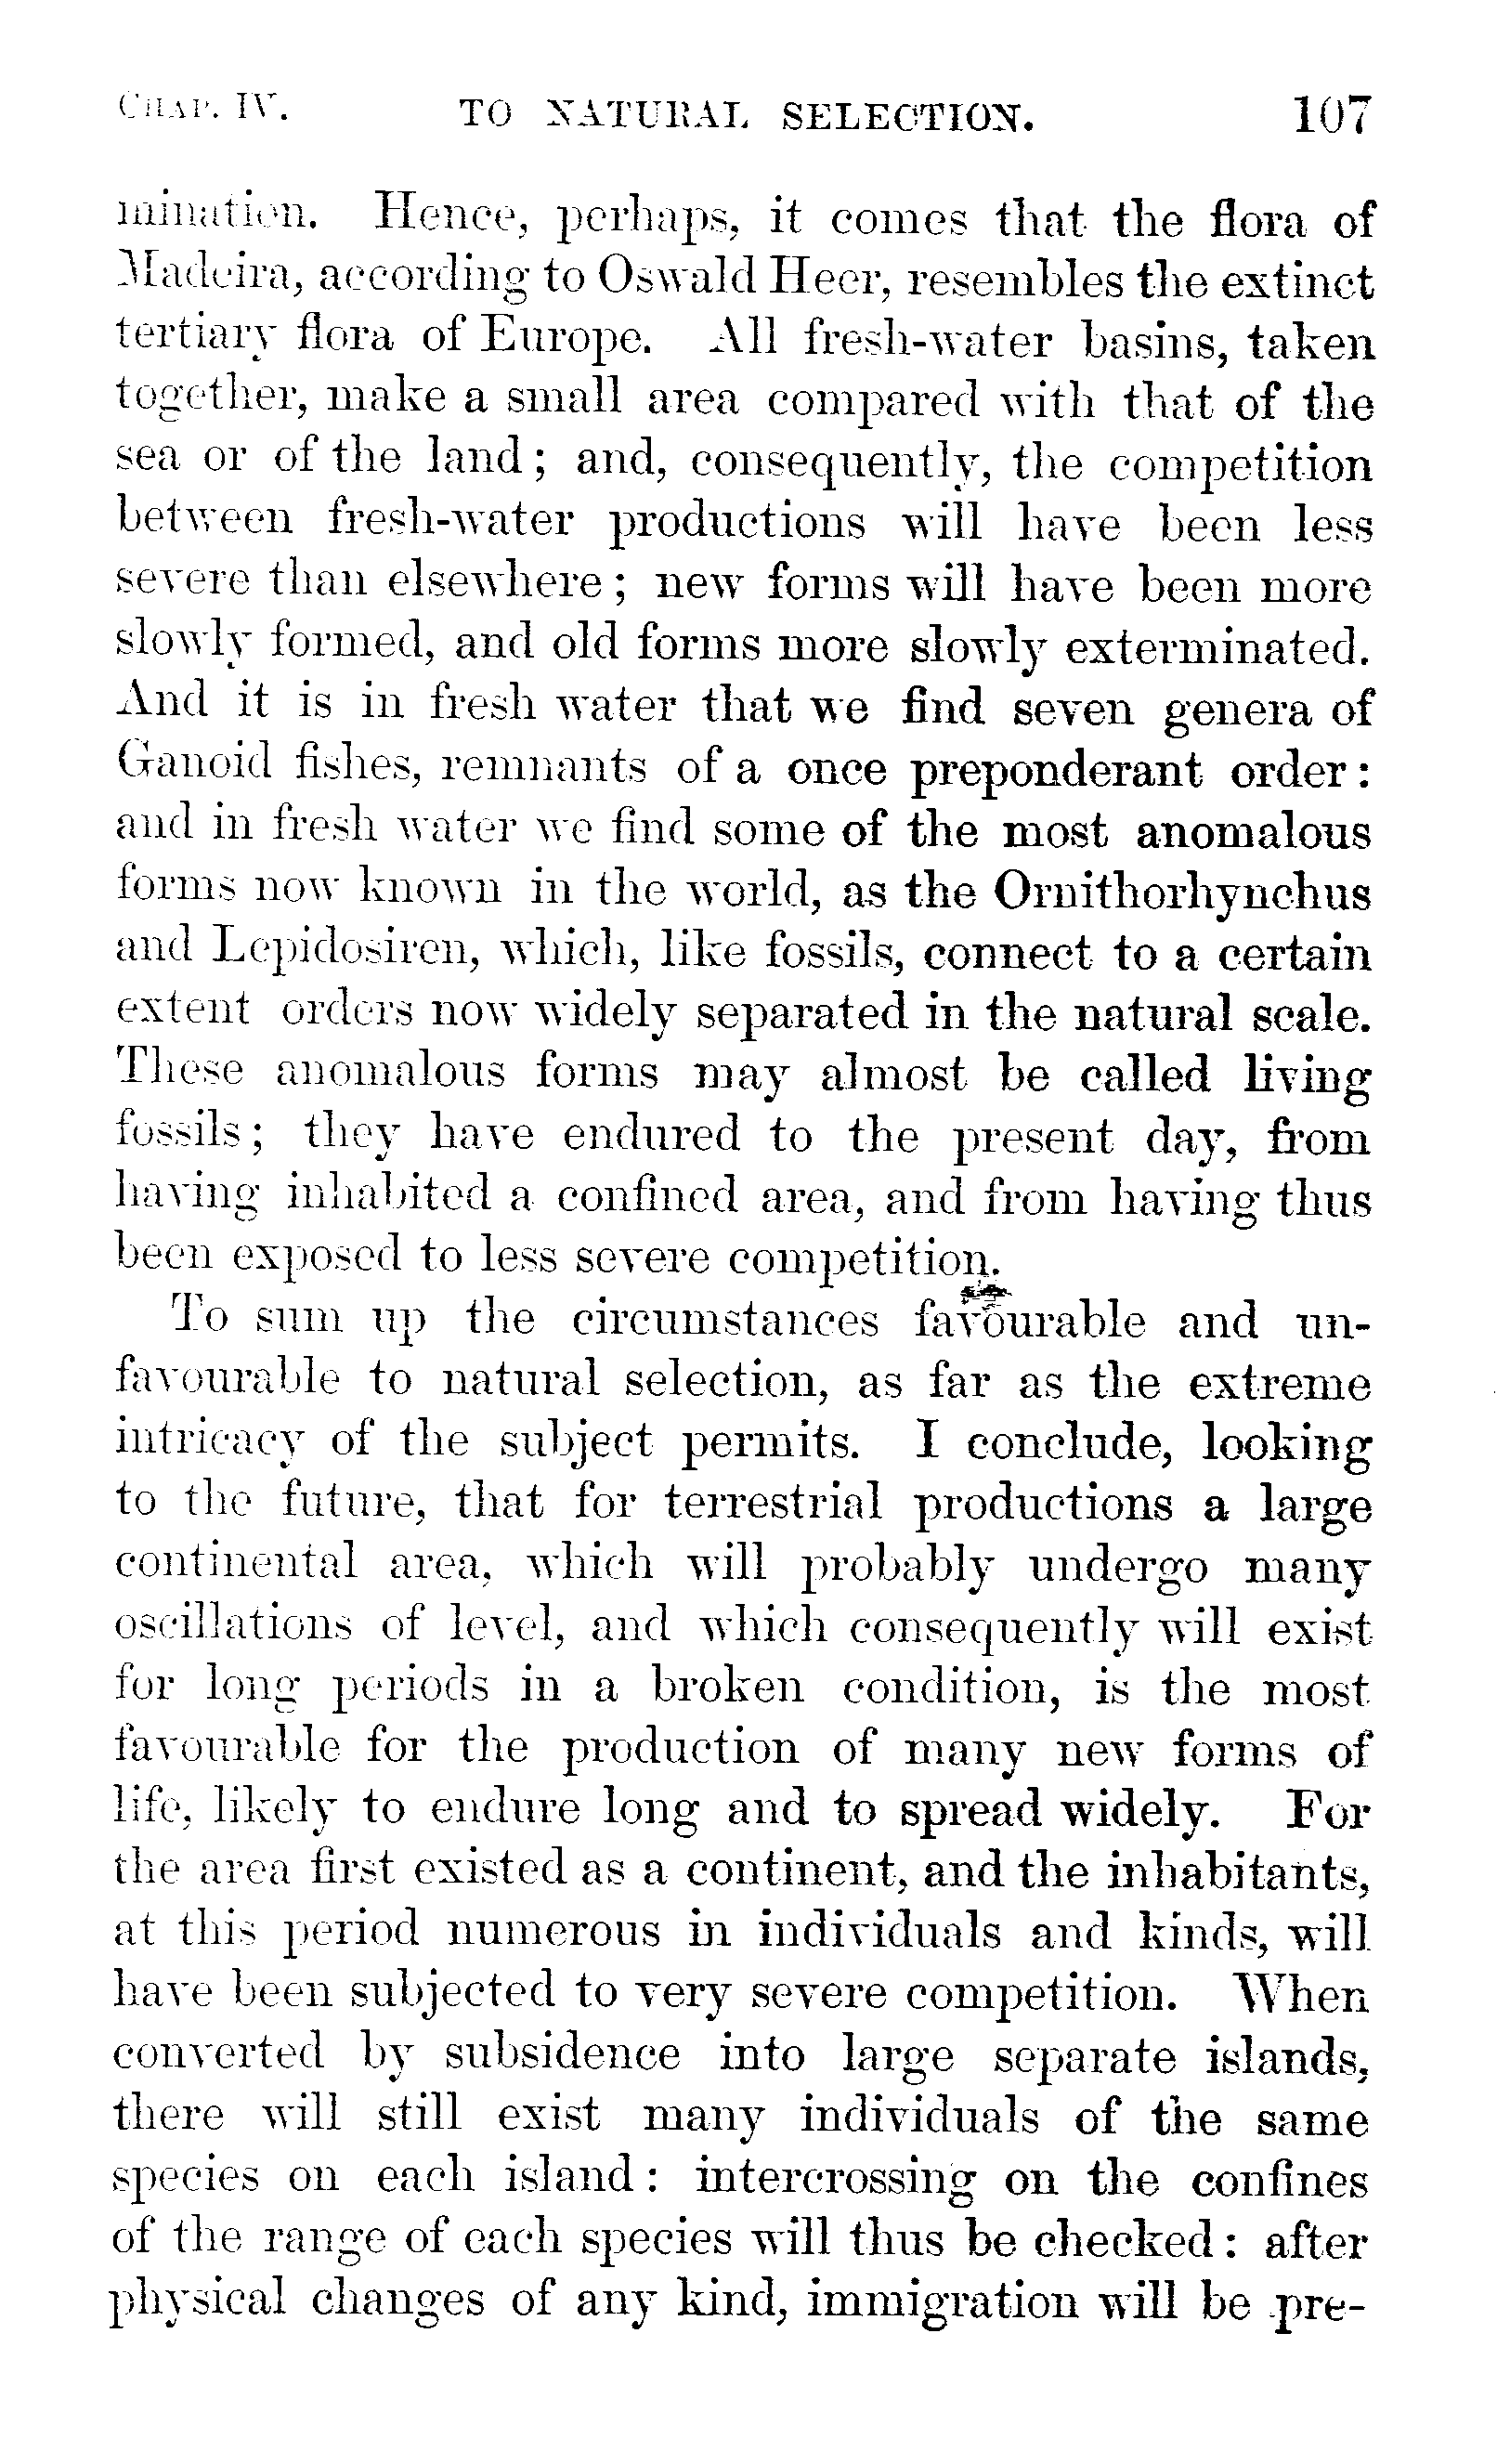 CHAP. IV. TO NATURAL SELECTION. 107
mination. Hence, perhaps, it comes that the flora of
Madeira, according to Oswald Heer, resembles the extinct
tertiary flora of Europe. All fresh-water basins, taken
together, make a small area compared with that of the
sea or of the land; and, consequently, the competition
between fresh-water productions will have been less
severe than elsewhere; new forms will have been more
slowly formed, and old forms more slowly exterminated.
And it is in fresh water that we find seven genera of
Ganoid fishes, remnants of a once preponderant order:
and in fresh water we find some of the most anomalous
forms now known in the world, as the Ornithorhynchus
and Lepidosiren, which, like fossils, connect to a certain
extent orders now widely separated in the natural scale.
These anomalous forms may almost be called living
fossils; they have endured to the present day, from
having inhabited a confined area, and from having thus
been exposed to less severe competition.
To sum up the circumstances favourable and un-
favourable to natural selection, as far as the extreme
intricacy of the subject permits. I conclude, looking
to the future, that for terrestrial productions a large
continental area, which will probably undergo many
oscillations of level, and which consequently will exist
for long periods in a broken condition, is the most
favourable for the production of many new forms of
life, likely to endure long and to spread widely. For
the area first existed as a continent, and the inhabitants,
at this period numerous in individuals and kinds, will
have been subjected to very severe competition. When
converted by subsidence into large separate islands,
there will still exist many individuals of the same
species on each island: intercrossing on the confines
of the range of each species will thus be checked: after
physical changes of any kind, immigration will be pre-